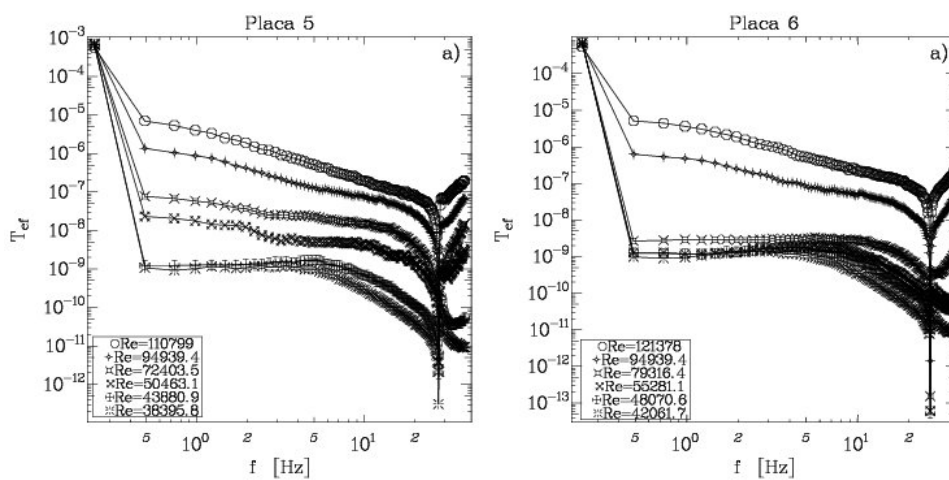 Placa 5
a)
10^-3
10^-4
10^-5
10^-6
10^-7
10^-8
10^-9
10^-10
10^-11
10^-12
T_ef
Re=110799
Re=94939.4
Re=72403.5
Re=50463.1
Re=43880.9
Re=38395.8
5 10^0 2 5 10^1 2
f [Hz]
Placa 6
a)
10^-4
10^-5
10^-6
10^-7
10^-8
10^-9
10^-10
10^-11
10^-12
10^-13
T_ef
Re=121378
Re=94939.4
Re=79316.4
Re=55281.1
Re=48070.6
Re=42061.7
5 10^0 2 5 10^1 2
f [Hz]